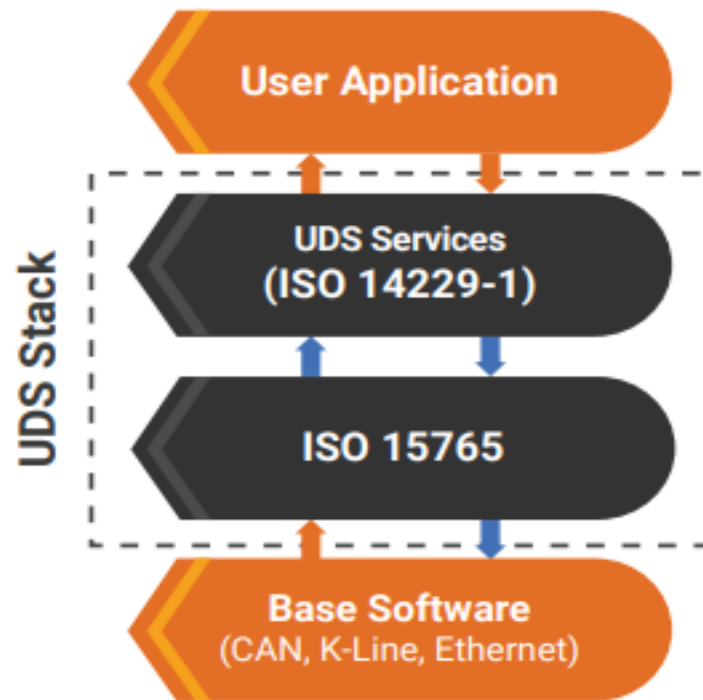 User Application
UDS Stack
UDS Services
(ISO 14229-1)
ISO 15765
Base Software
(CAN, K-Line, Ethernet)